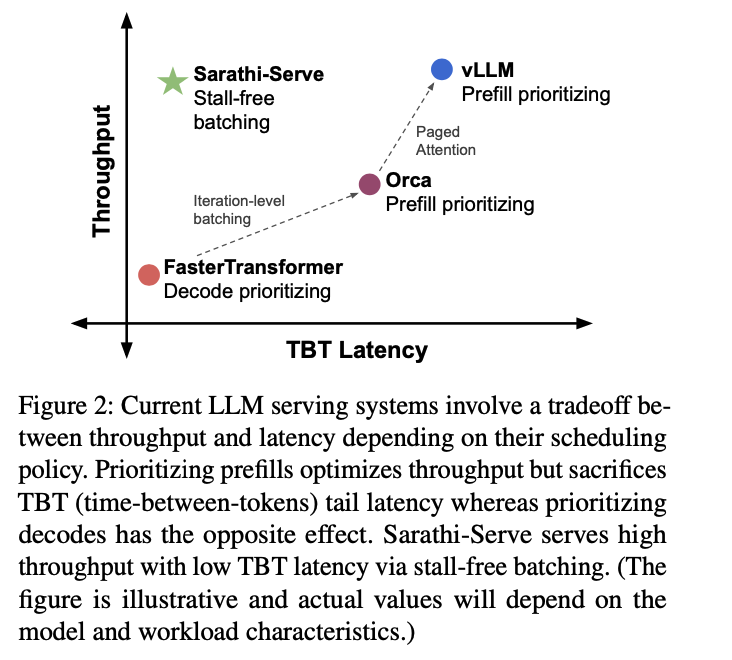 Throughput
Sarathi-Serve
Stall-free
batching
vLLM
Prefill prioritizing
Paged
Attention
Orca
Prefill prioritizing
Iteration-level
batching
FasterTransformer
Decode prioritizing
TBT Latency
Figure 2: Current LLM serving systems involve a tradeoff be-
tween throughput and latency depending on their scheduling
policy. Prioritizing prefills optimizes throughput but sacrifices
TBT (time-between-tokens) tail latency whereas prioritizing
decodes has the opposite effect. Sarathi-Serve serves high
throughput with low TBT latency via stall-free batching. (The
figure is illustrative and actual values will depend on the
model and workload characteristics.)